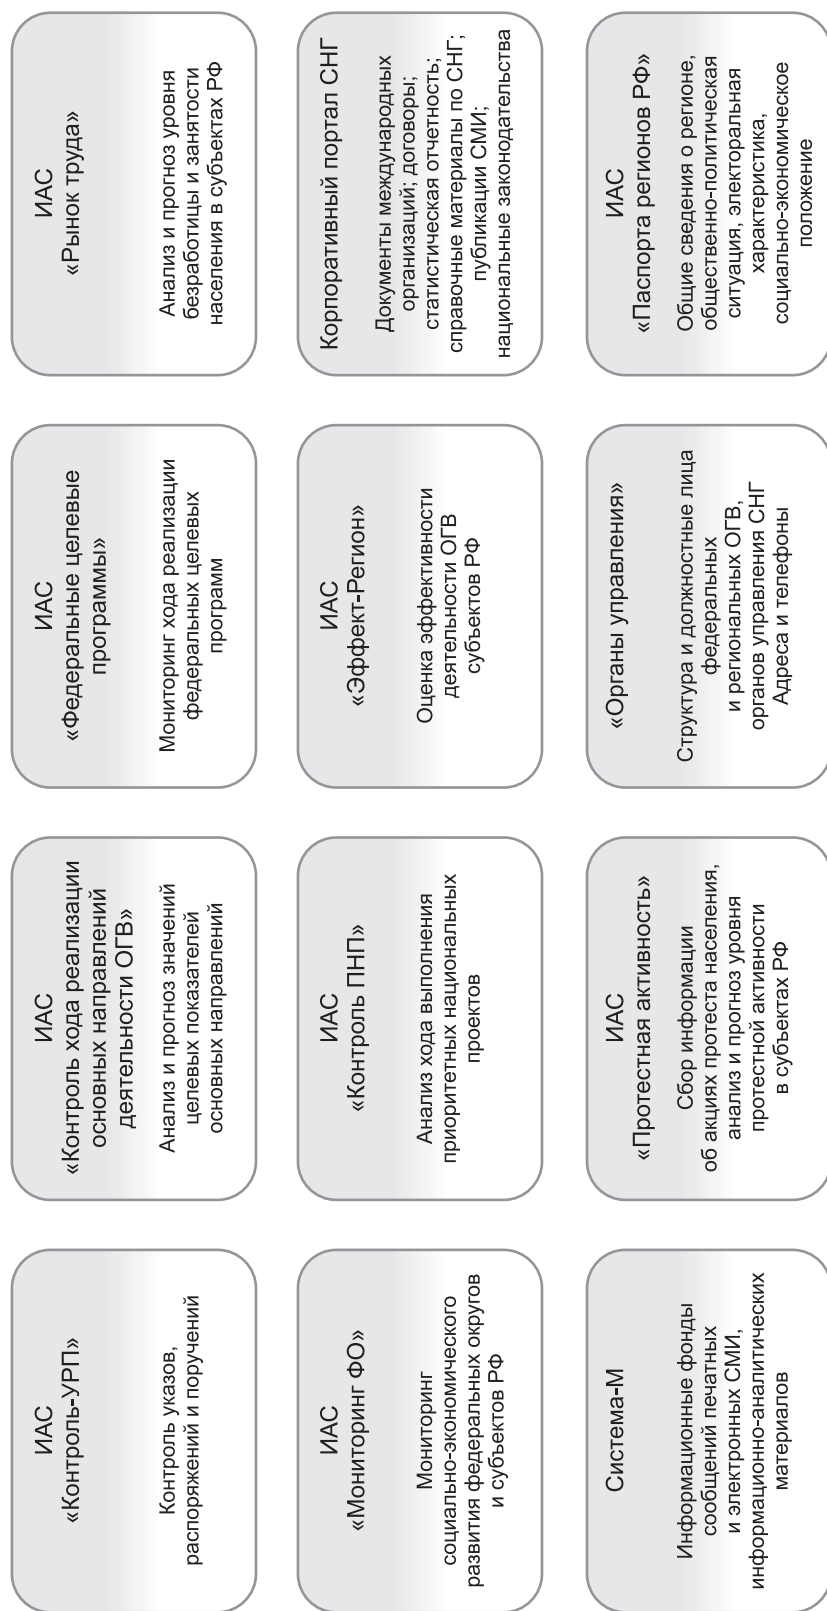 ИАС
«Контроль-УРП»
Контроль указов,
распоряжений и поручений
ИАС
«Контроль хода реализации
основных направлений
деятельности ОГВ»
Анализ и прогноз значений
целевых показателей
основных направлений
ИАС
«Федеральные целевые
программы»
Мониторинг хода реализации
федеральных целевых
программ
ИАС
«Рынок труда»
Анализ и прогноз уровня
безработицы и занятости
населения в субъектах РФ
ИАС
«Мониторинг ФО»
Мониторинг
социально-экономического
развития федеральных округов
и субъектов РФ
ИАС
«Контроль ПНП»
Анализ хода выполнения
приоритетных национальных
проектов
ИАС
«Эффект-Регион»
Оценка эффективности
деятельности ОГВ
субъектов РФ
Корпоративный портал СНГ
Документы международных
организаций; договоры;
статистическая отчетность;
справочные материалы по СНГ;
публикации СМИ;
национальные законодательства
Система-М
Информационные фонды
сообщений печатных
и электронных СМИ,
информационно-аналитических
материалов
ИАС
«Протестная активность»
Сбор информации
об акциях протеста населения,
анализ и прогноз уровня
протестной активности
в субъектах РФ
«Органы управления»
Структура и должностные лица
федеральных
и региональных ОГВ,
органов управления СНГ
Адреса и телефоны
ИАС
«Паспорта регионов РФ»
Общие сведения о регионе,
общественно-политическая
ситуация, электоральная
характеристика,
социально-экономическое
положение